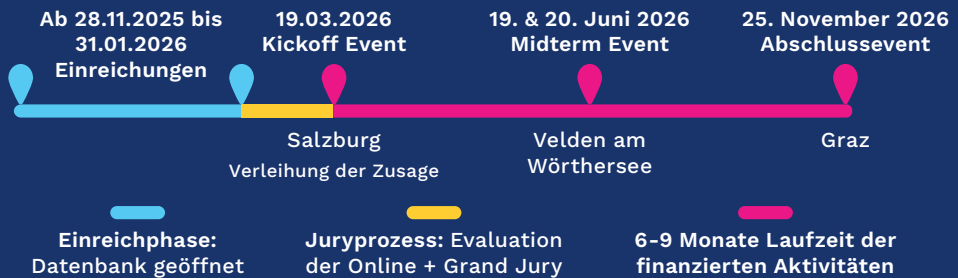 Ab 28.11.2025 bis
31.01.2026
Einreichungen
19.03.2026
Kickoff Event
19. & 20. Juni 2026
Midterm Event
25. November 2026
Abschlussevent
Salzburg
Verleihung der Zusage
Velden am
Wörthersee
Graz
Einreichphase:
Datenbank geöffnet
Juryprozess: Evaluation
der Online + Grand Jury
6-9 Monate Laufzeit der
finanzierten Aktivitäten